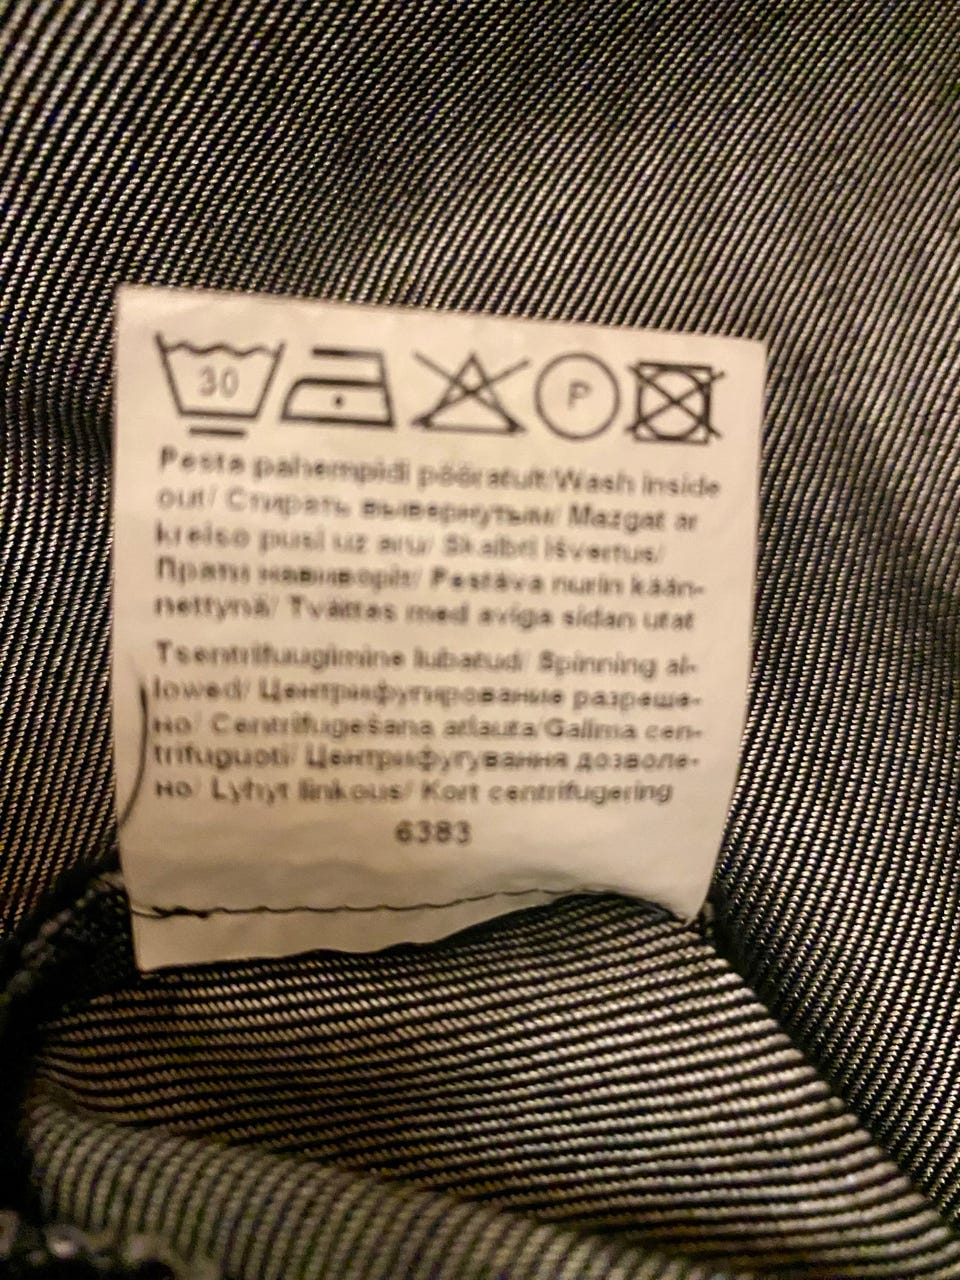 30
P
Pesta pahempidi pööratult/Wash inside
out/ Стирать вывернутым/ Mazgat ar
kreiso pusi uz āru/ Skalbti išvertus/
Прати навиворіт/ Pestävä nurin kään-
nettynä/ Tvättas med aviga sidan utåt
Tsentrifuugimine lubatud/ Spinning al-
lowed/ Центрифугирование разреше-
но/ Centrifugešana atļauta/Galima cen-
trifuguoti/ Центрифугування дозволе-
но/ Lyhyt linkous/ Kort centrifugering
6383